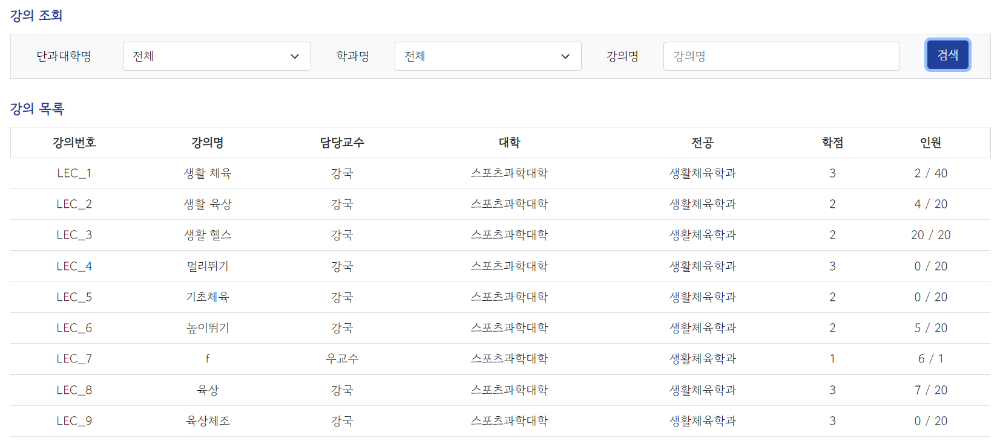 강의 조회
단과대학명 전체 학과명 전체 강의명 강의명 검색
강의 목록
강의번호 강의명 담당교수 대학 전공 학점 인원
LEC_1 생활 체육 강국 스포츠과학대학 생활체육학과 3 2 / 40
LEC_2 생활 육상 강국 스포츠과학대학 생활체육학과 2 4 / 20
LEC_3 생활 헬스 강국 스포츠과학대학 생활체육학과 2 20 / 20
LEC_4 멀리뛰기 강국 스포츠과학대학 생활체육학과 3 0 / 20
LEC_5 기초체육 강국 스포츠과학대학 생활체육학과 2 0 / 20
LEC_6 높이뛰기 강국 스포츠과학대학 생활체육학과 2 5 / 20
LEC_7 f 우교수 스포츠과학대학 생활체육학과 1 6 / 1
LEC_8 육상 강국 스포츠과학대학 생활체육학과 3 7 / 20
LEC_9 육상체조 강국 스포츠과학대학 생활체육학과 3 0 / 20